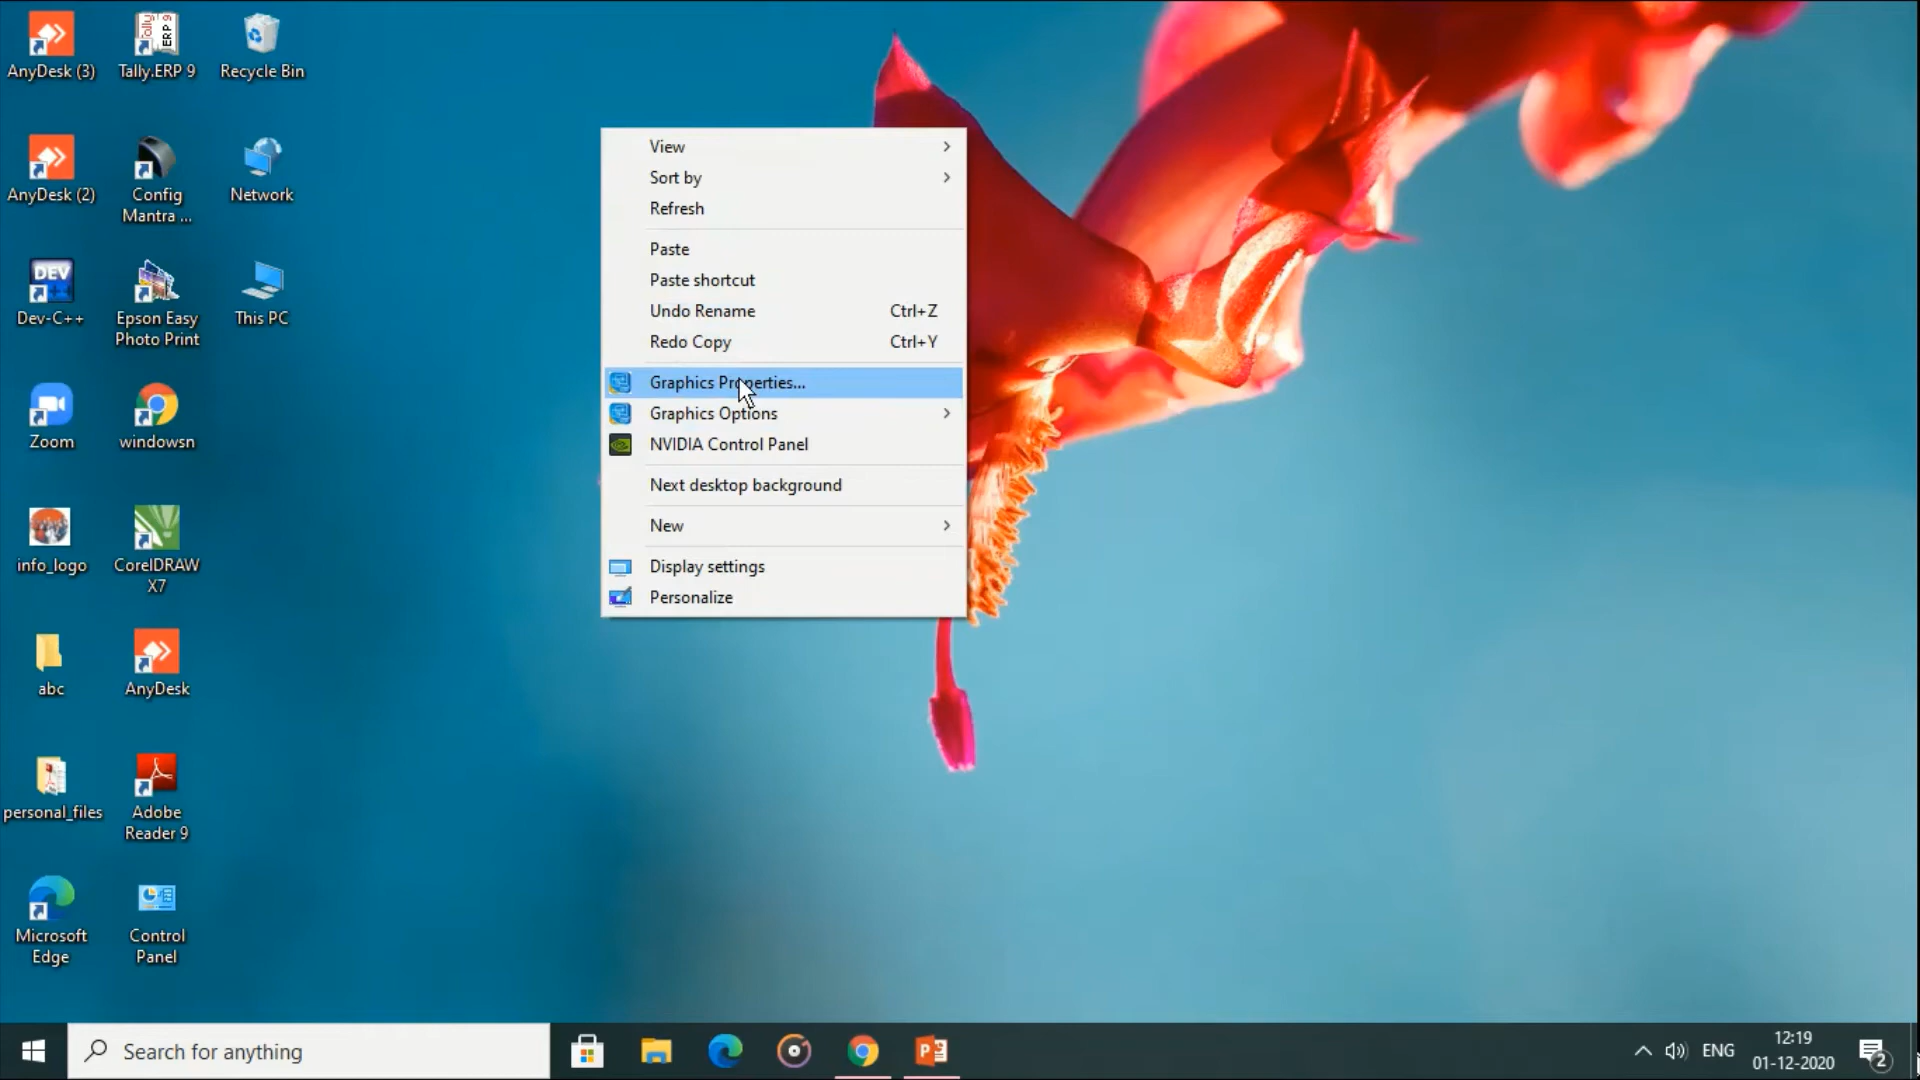 AnyDesk (3)
Tally.ERP 9
Recycle Bin
AnyDesk (2)
Config
Mantra ...
Network
DEV
Dev-C++
Epson Easy
Photo Print
This PC
Zoom
windowsn
info_logo
CorelDRAW
X7
abc
AnyDesk
personal_files
Adobe
Reader 9
Microsoft
Edge
Control
Panel
View
Sort by
Refresh
Paste
Paste shortcut
Undo Rename Ctrl+Z
Redo Copy Ctrl+Y
Graphics Properties...
Graphics Options
NVIDIA Control Panel
Next desktop background
New
Display settings
Personalize
Search for anything
ENG
12:19
01-12-2020
2